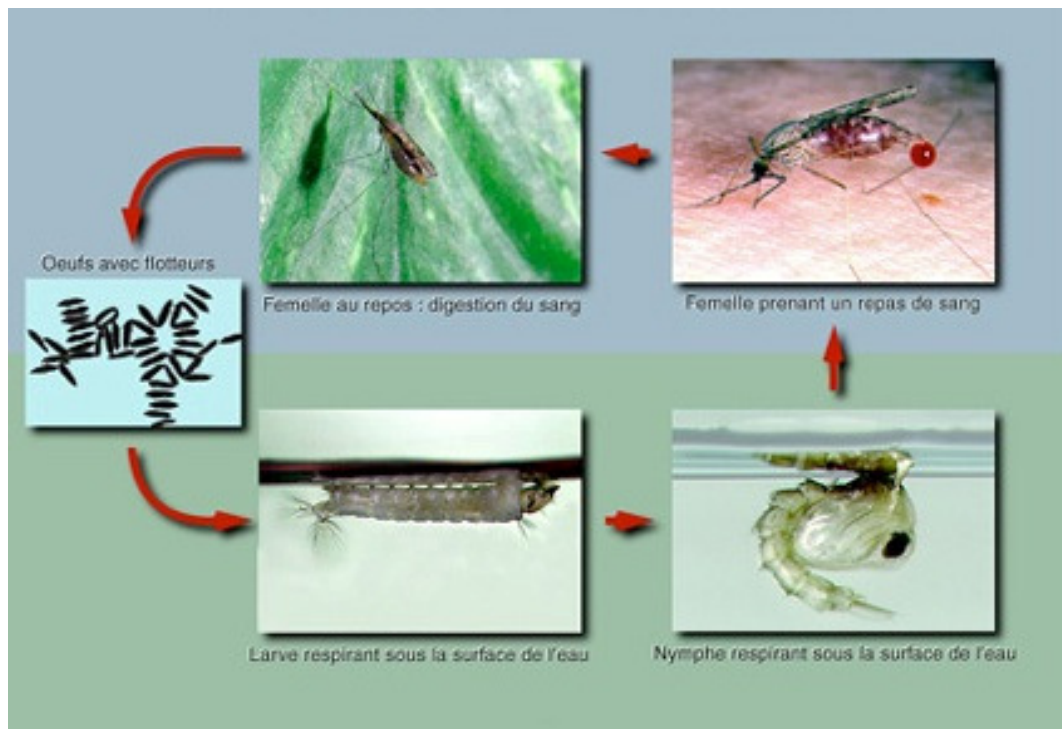 Oeufs avec flotteurs
Femelle au repos : digestion du sang
Femelle prenant un repas de sang
Larve respirant sous la surface de l'eau
Nymphe respirant sous la surface de l'eau